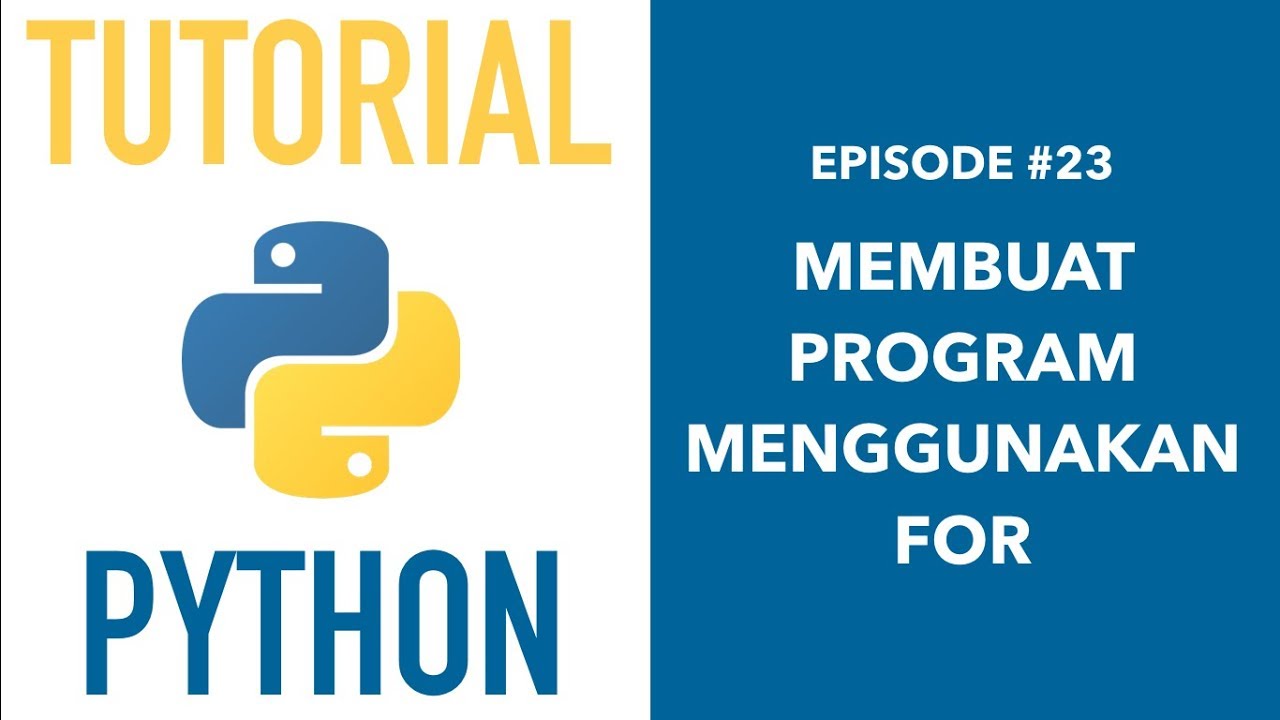 TUTORIAL
PYTHON
EPISODE #23
MEMBUAT
PROGRAM
MENGGUNAKAN
FOR